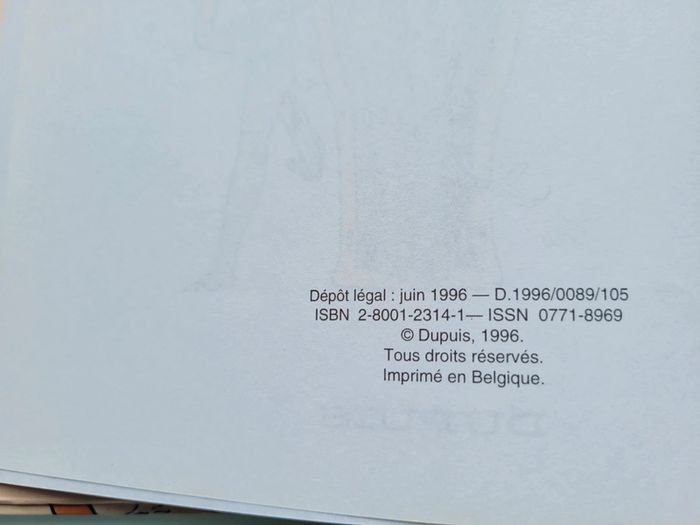 Dépôt légal : juin 1996 — D.1996/0089/105
ISBN 2-8001-2314-1— ISSN 0771-8969
© Dupuis, 1996.
Tous droits réservés.
Imprimé en Belgique.